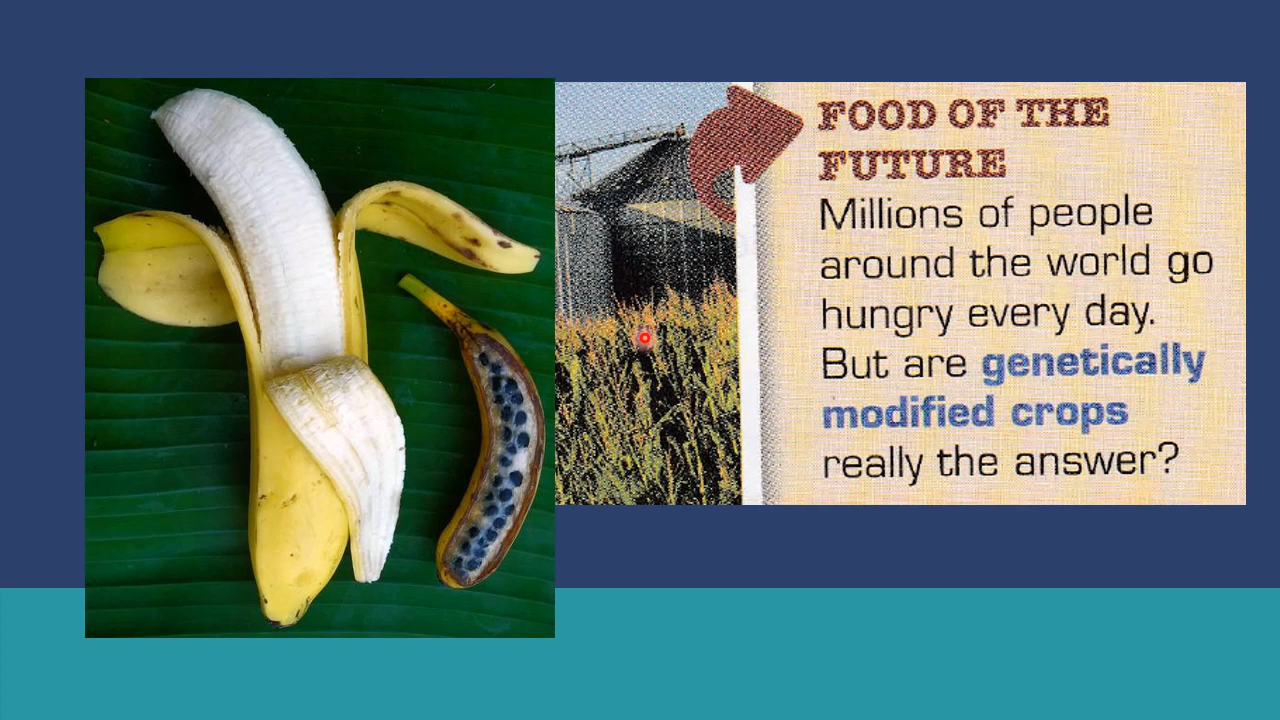 FOOD OF THE
FUTURE
Millions of people
around the world go
hungry every day.
But are genetically
modified crops
really the answer?